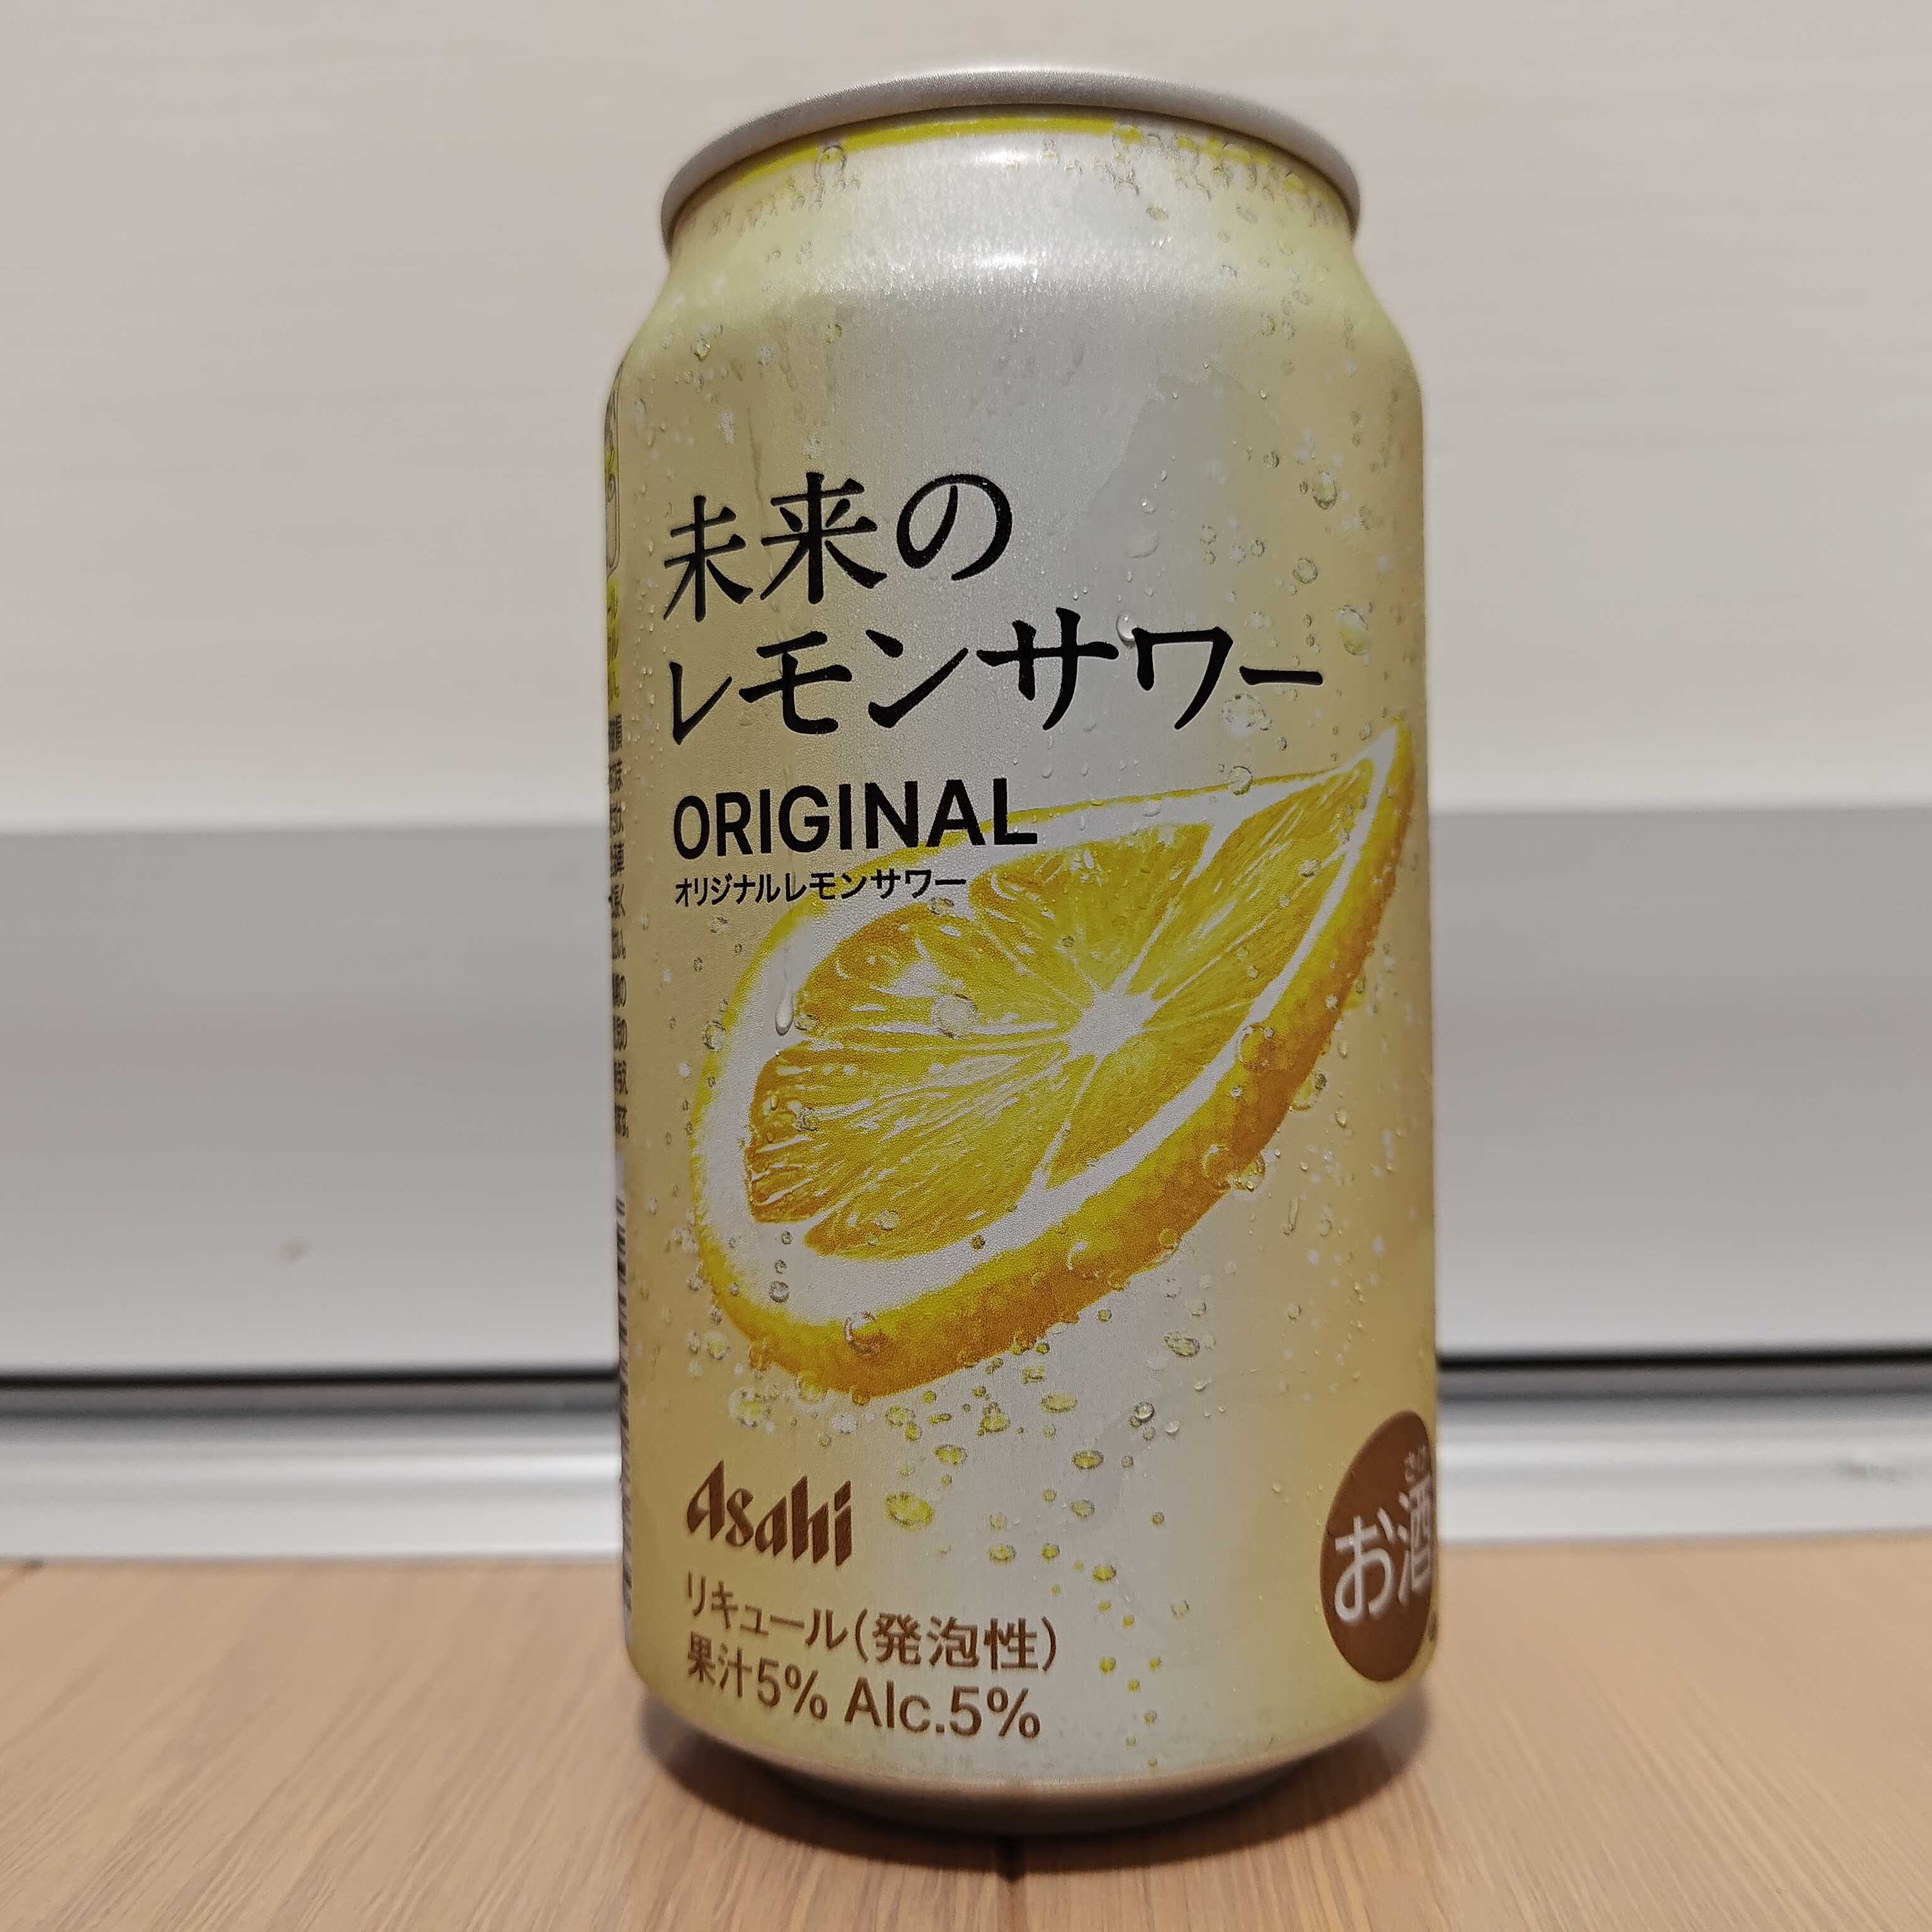 未来の
レモンサワー
ORIGINAL
オリジナルレモンサワー
Asahi
リキュール(発泡性)
果汁5% Alc.5%
お酒